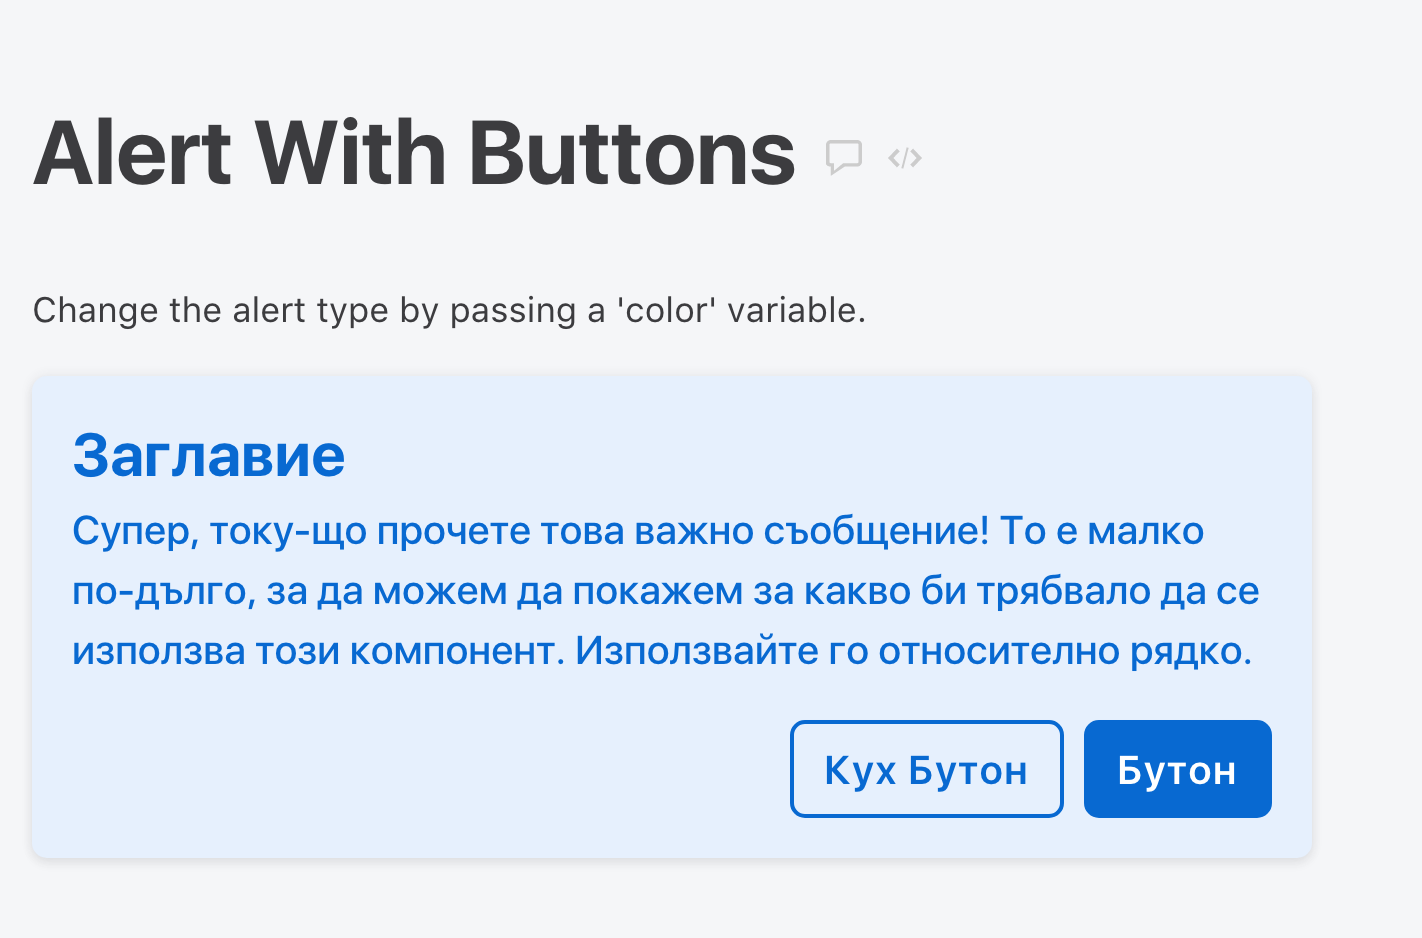 Alert With Buttons
Change the alert type by passing a 'color' variable.
Заглавие
Супер, току-що прочете това важно съобщение! То е малко
по-дълго, за да можем да покажем за какво би трябвало да се
използва този компонент. Използвайте го относително рядко.
Кух Бутон
Бутон